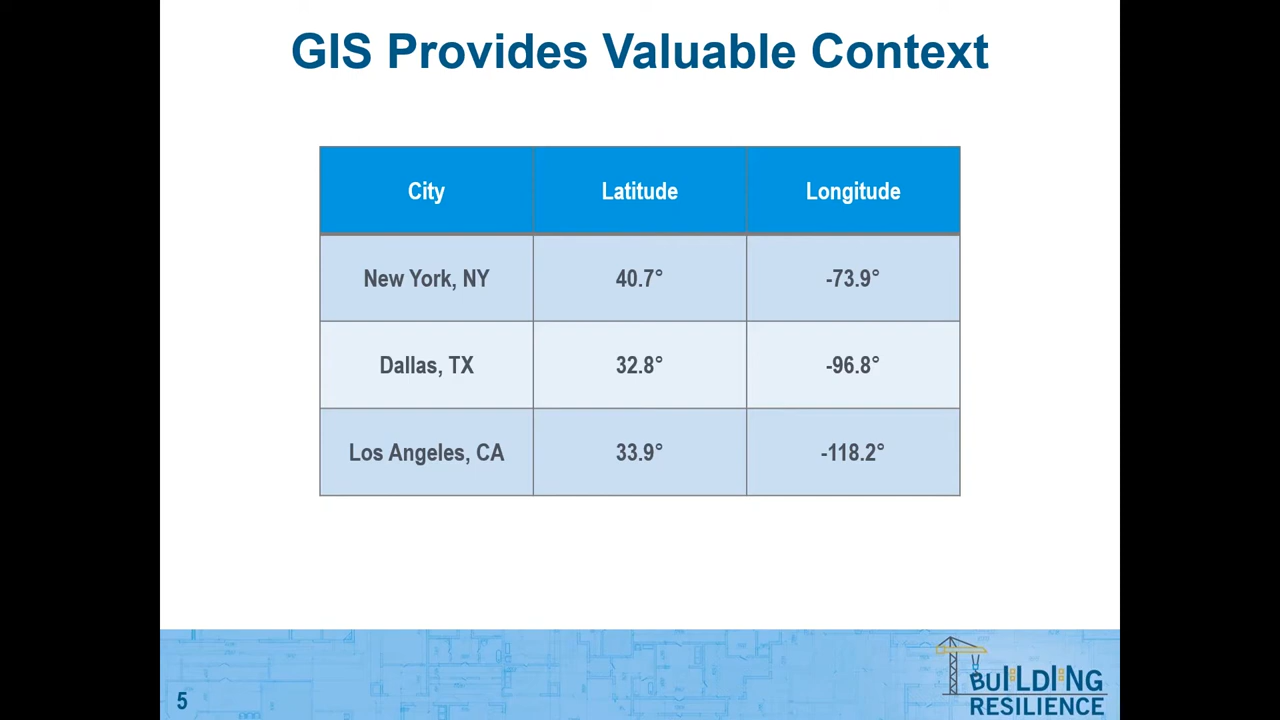 GIS Provides Valuable Context
City Latitude Longitude
New York, NY 40.7° -73.9°
Dallas, TX 32.8° -96.8°
Los Angeles, CA 33.9° -118.2°
5
BUILDING
RESILIENCE